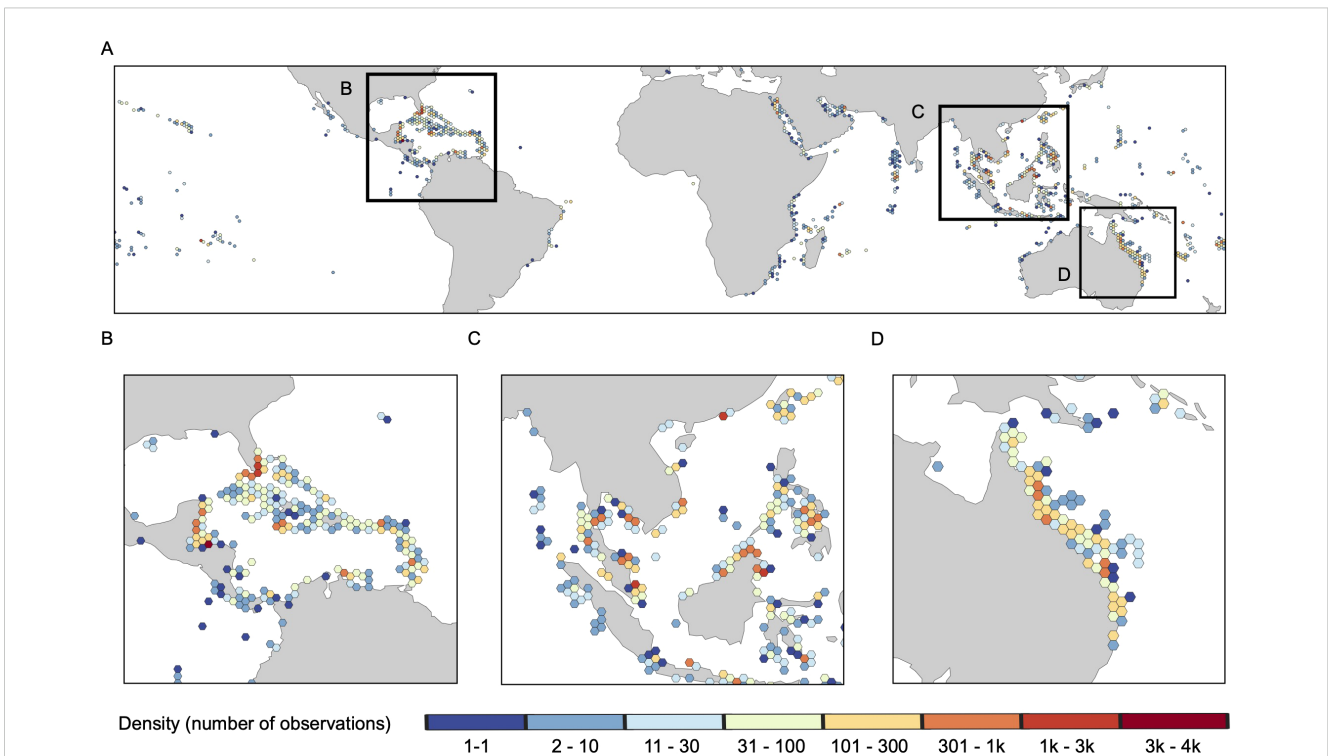 A
B
C
D
B
C
D
Density (number of observations)
1-1
2 - 10
11 - 30
31 - 100
101 - 300
301 - 1k
1k - 3k
3k - 4k